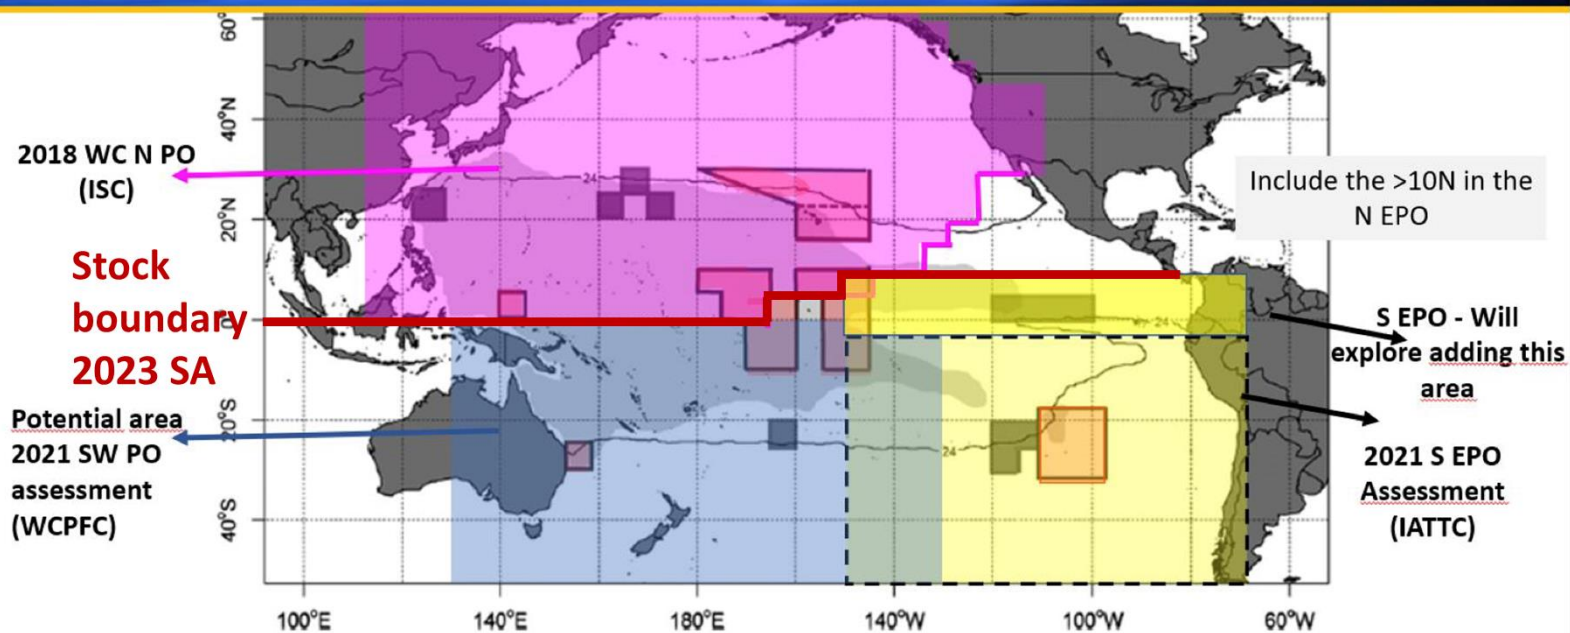 2018 WC N PO
(ISC)
Stock
boundary
2023 SA
Potential area
2021 SW PO
assessment
(WCPFC)
60°
40°N
20°N
0°
20°S
40°S
24
24
24
Include the >10N in the
N EPO
S EPO - Will
explore adding this
area
2021 S EPO
Assessment
(IATTC)
100°E
140°E
180°E
140°W
100°W
60°W